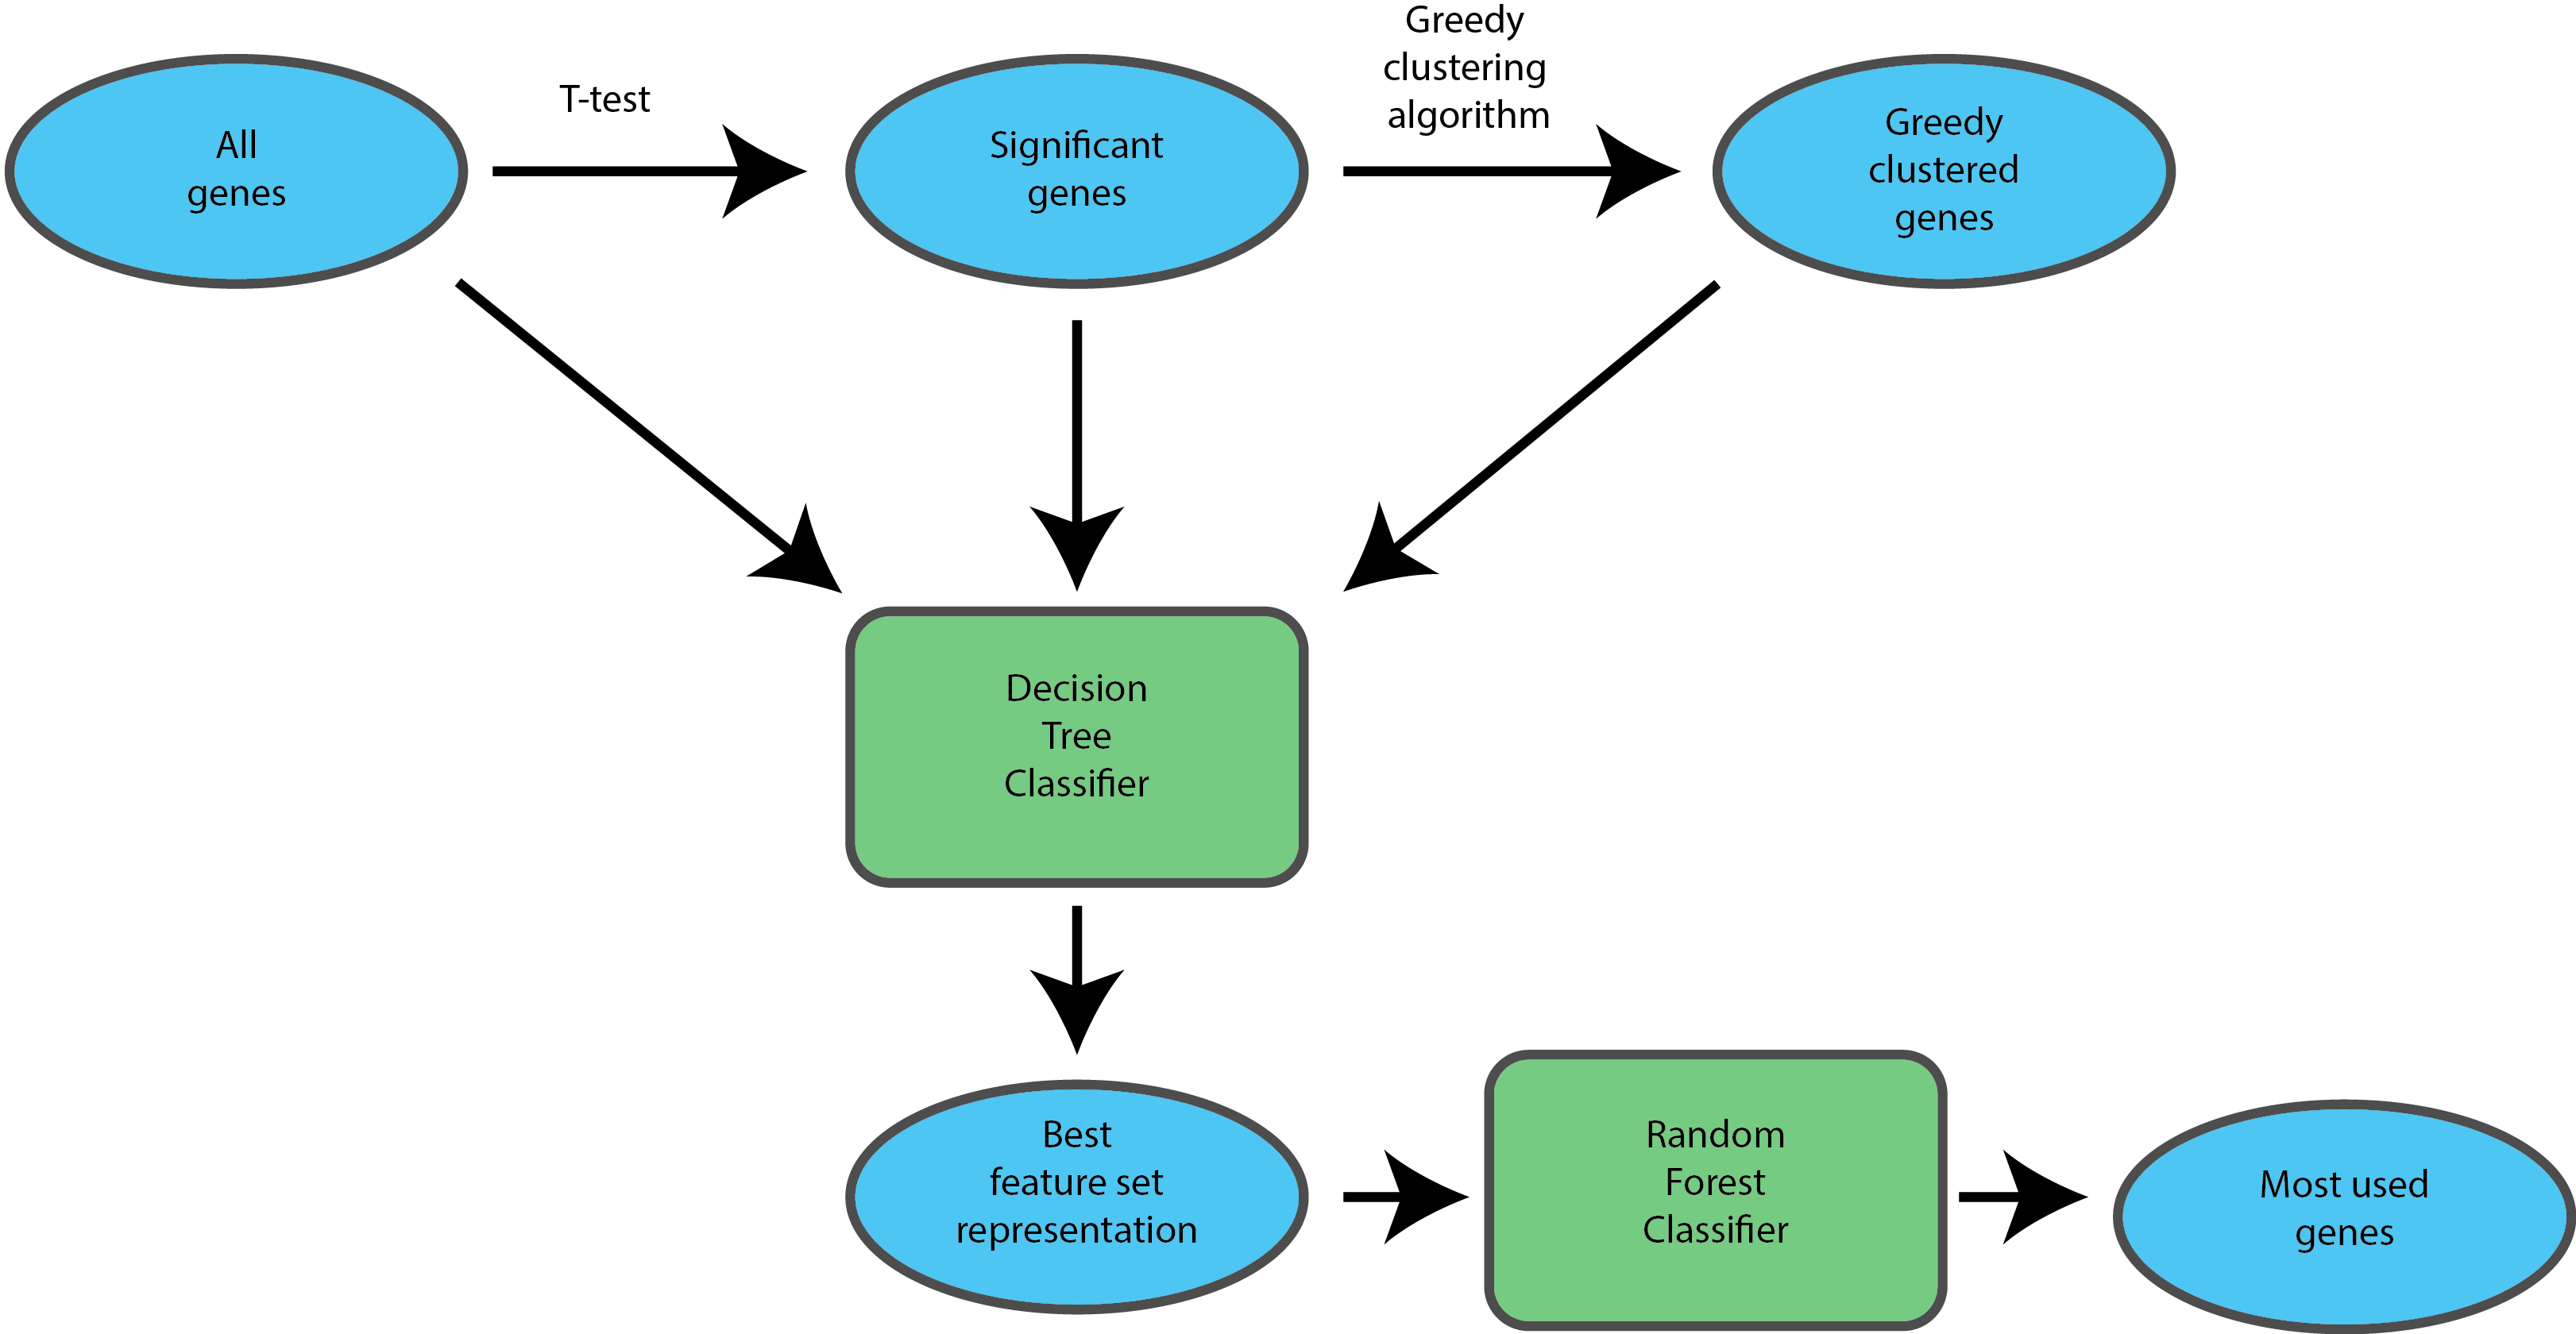 All
genes
T-test
Significant
genes
Greedy
clustering
algorithm
Greedy
clustered
genes
Decision
Tree
Classifier
Best
feature set
representation
Random
Forest
Classifier
Most used
genes